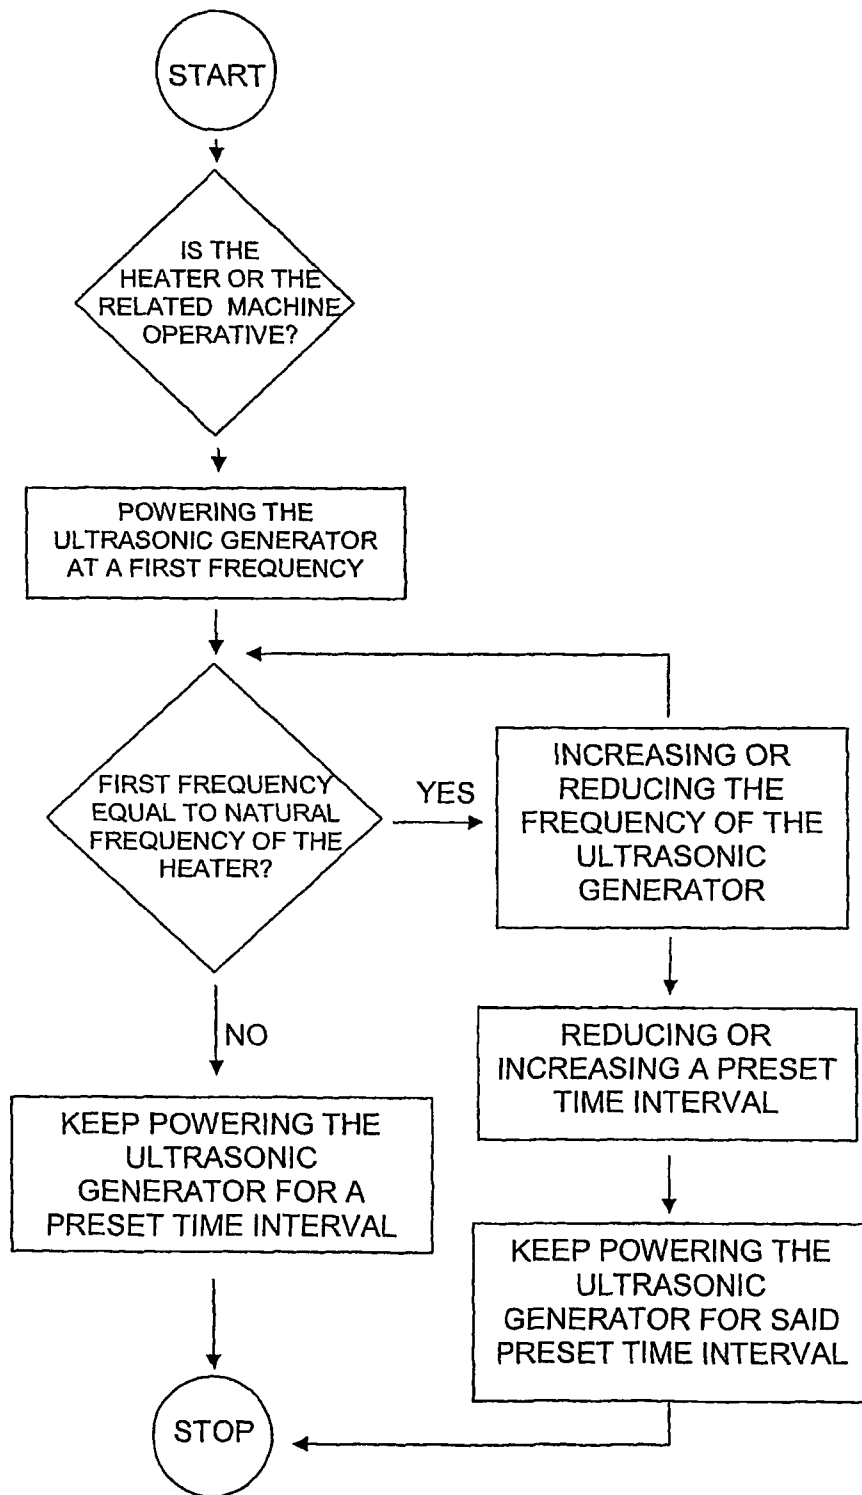 START
IS THE
HEATER OR THE
RELATED MACHINE
OPERATIVE?
POWERING THE
ULTRASONIC GENERATOR
AT A FIRST FREQUENCY
FIRST FREQUENCY
EQUAL TO NATURAL
FREQUENCY OF THE
HEATER?
YES
INCREASING OR
REDUCING THE
FREQUENCY OF THE
ULTRASONIC
GENERATOR
NO
REDUCING OR
INCREASING A PRESET
TIME INTERVAL
KEEP POWERING THE
ULTRASONIC
GENERATOR FOR A
PRESET TIME INTERVAL
KEEP POWERING THE
ULTRASONIC
GENERATOR FOR SAID
PRESET TIME INTERVAL
STOP